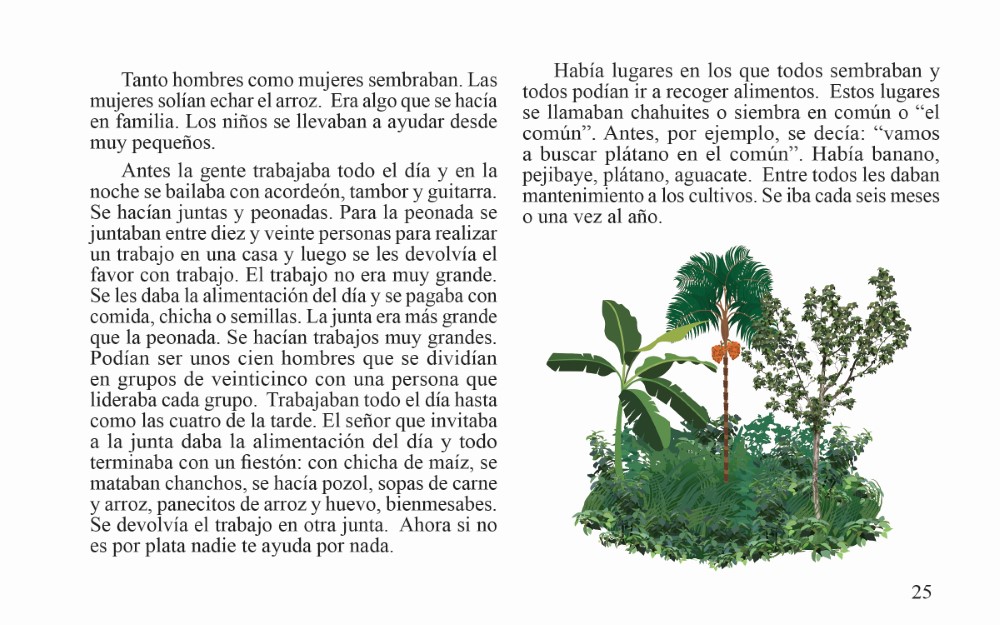 Tanto hombres como mujeres sembraban. Las
mujeres solían echar el arroz.  Era algo que se hacía
en familia. Los niños se llevaban a ayudar desde
muy pequeños.
Antes la gente trabajaba todo el día y en la
noche se bailaba con acordeón, tambor y guitarra.
Se hacían juntas y peonadas. Para la peonada se
juntaban entre diez y veinte personas para realizar
un trabajo en una casa y luego se les devolvía el
favor con trabajo. El trabajo no era muy grande.
Se les daba la alimentación del día y se pagaba con
comida, chicha o semillas. La junta era más grande
que la peonada. Se hacían trabajos muy grandes.
Podían ser unos cien hombres que se dividían
en grupos de veinticinco con una persona que
lideraba cada grupo.  Trabajaban todo el día hasta
como las cuatro de la tarde. El señor que invitaba
a la junta daba la alimentación del día y todo
terminaba con un fiestón: con chicha de maíz, se
mataban chanchos, se hacía pozol, sopas de carne
y arroz, panecitos de arroz y huevo, bienmesabes.
Se devolvía el trabajo en otra junta.  Ahora si no
es por plata nadie te ayuda por nada.
Había lugares en los que todos sembraban y
todos podían ir a recoger alimentos.  Estos lugares
se llamaban chahuites o siembra en común o “el
común”. Antes, por ejemplo, se decía: “vamos
a buscar plátano en el común”. Había banano,
pejibaye, plátano, aguacate.  Entre todos les daban
mantenimiento a los cultivos. Se iba cada seis meses
o una vez al año.
25